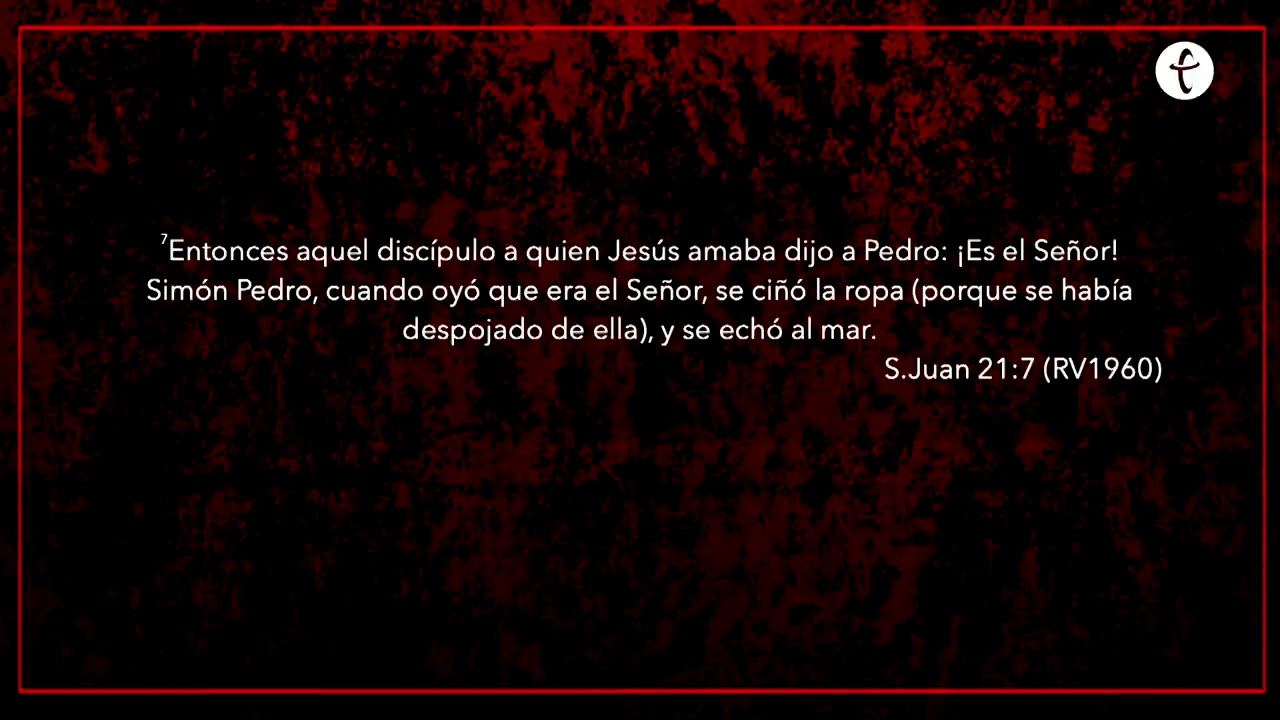 ⁷Entonces aquel discípulo a quien Jesús amaba dijo a Pedro: ¡Es el Señor!
Simón Pedro, cuando oyó que era el Señor, se ciñó la ropa (porque se había
despojado de ella), y se echó al mar.
S.Juan 21:7 (RV1960)